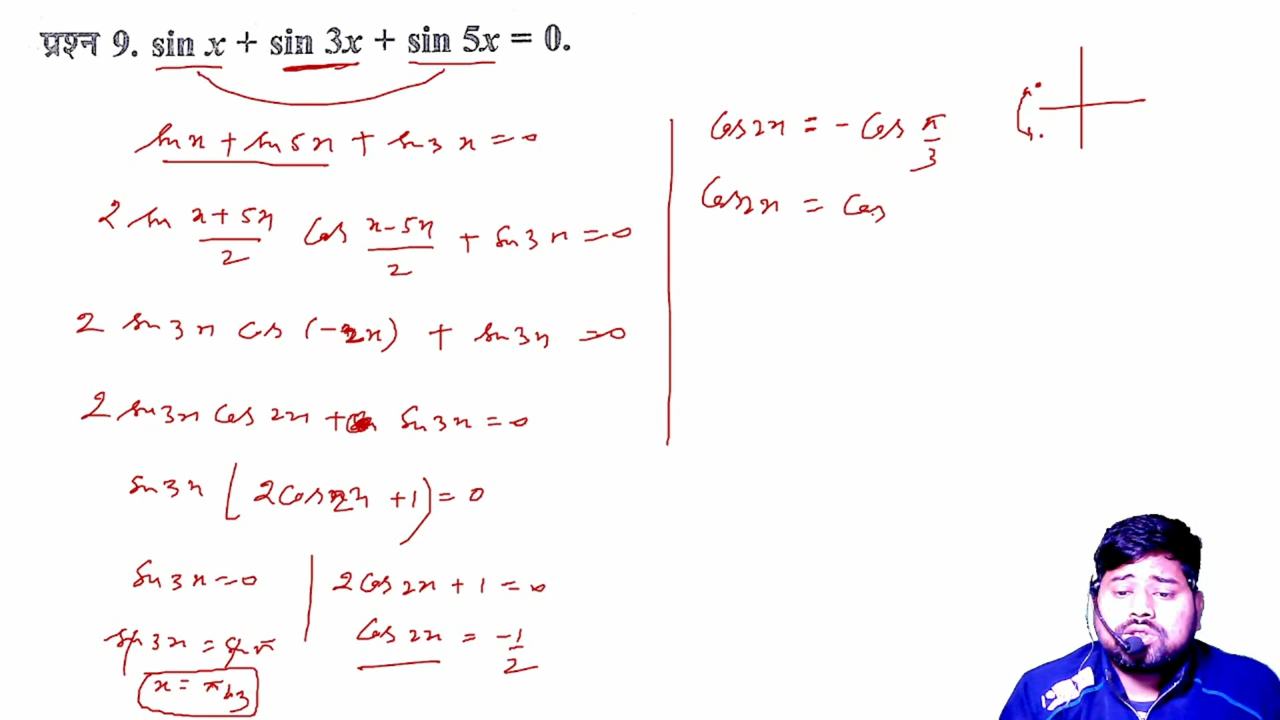 प्रश्न 9. sin x + sin 3x + sin 5x = 0.
sin x + sin 5x + sin 3x = 0
2 sin x + 5x / 2 cos x - 5x / 2 + sin 3x = 0
2 sin 3x cos (-2x) + sin 3x = 0
2 sin 3x cos 2x + sin 3x = 0
sin 3x [2 cos 2x + 1) = 0
sin 3x = 0
sin 3x = sin π
x = π/3
2 cos 2x + 1 = 0
cos 2x = -1/2
cos 2x = - cos π/3
cos 2x = cos